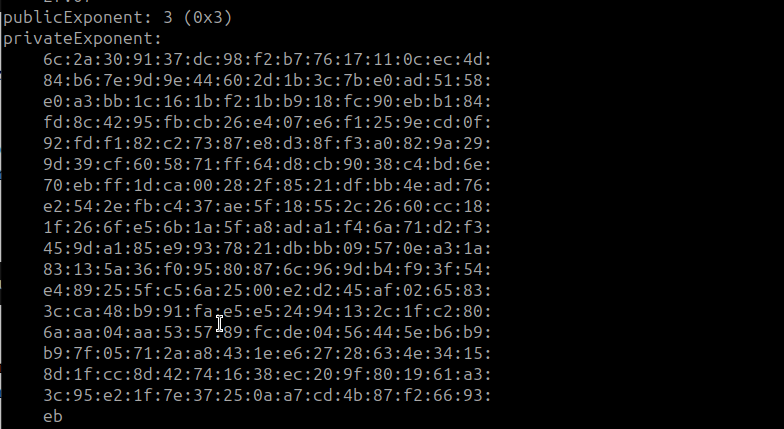 publicExponent: 3 (0x3)
privateExponent:
6c:2a:30:91:37:dc:98:f2:b7:76:17:11:0c:ec:4d:
84:b6:7e:9d:9e:44:60:2d:1b:3c:7b:e0:ad:51:58:
e0:a3:bb:1c:16:1b:f2:1b:b9:18:fc:90:eb:b1:84:
fd:8c:42:95:fb:cb:26:e4:07:e6:f1:25:9e:cd:0f:
92:fd:f1:82:c2:73:87:e8:d3:8f:f3:a0:82:9a:29:
9d:39:cf:60:58:71:ff:64:d8:cb:90:38:c4:bd:6e:
70:eb:ff:1d:ca:00:28:2f:85:21:df:bb:4e:ad:76:
e2:54:2e:fb:c4:37:ae:5f:18:55:2c:26:60:cc:18:
1f:26:6f:e5:6b:1a:5f:a8:ad:a1:f4:6a:71:d2:f3:
45:9d:a1:85:e9:93:78:21:db:bb:09:57:0e:a3:1a:
83:13:5a:36:f0:95:80:87:6c:96:9d:b4:f9:3f:54:
e4:89:25:5f:c5:6a:25:00:e2:d2:45:af:02:65:83:
3c:ca:48:b9:91:fa:e5:e5:24:94:13:2c:1f:c2:80:
6a:aa:04:aa:53:57:89:fc:de:04:56:44:5e:b6:b9:
b9:7f:05:71:2a:a8:43:1e:e6:27:28:63:4e:34:15:
8d:1f:cc:8d:42:74:16:38:ec:20:9f:80:19:61:a3:
3c:95:e2:1f:7e:37:25:0a:a7:cd:4b:87:f2:66:93:
eb